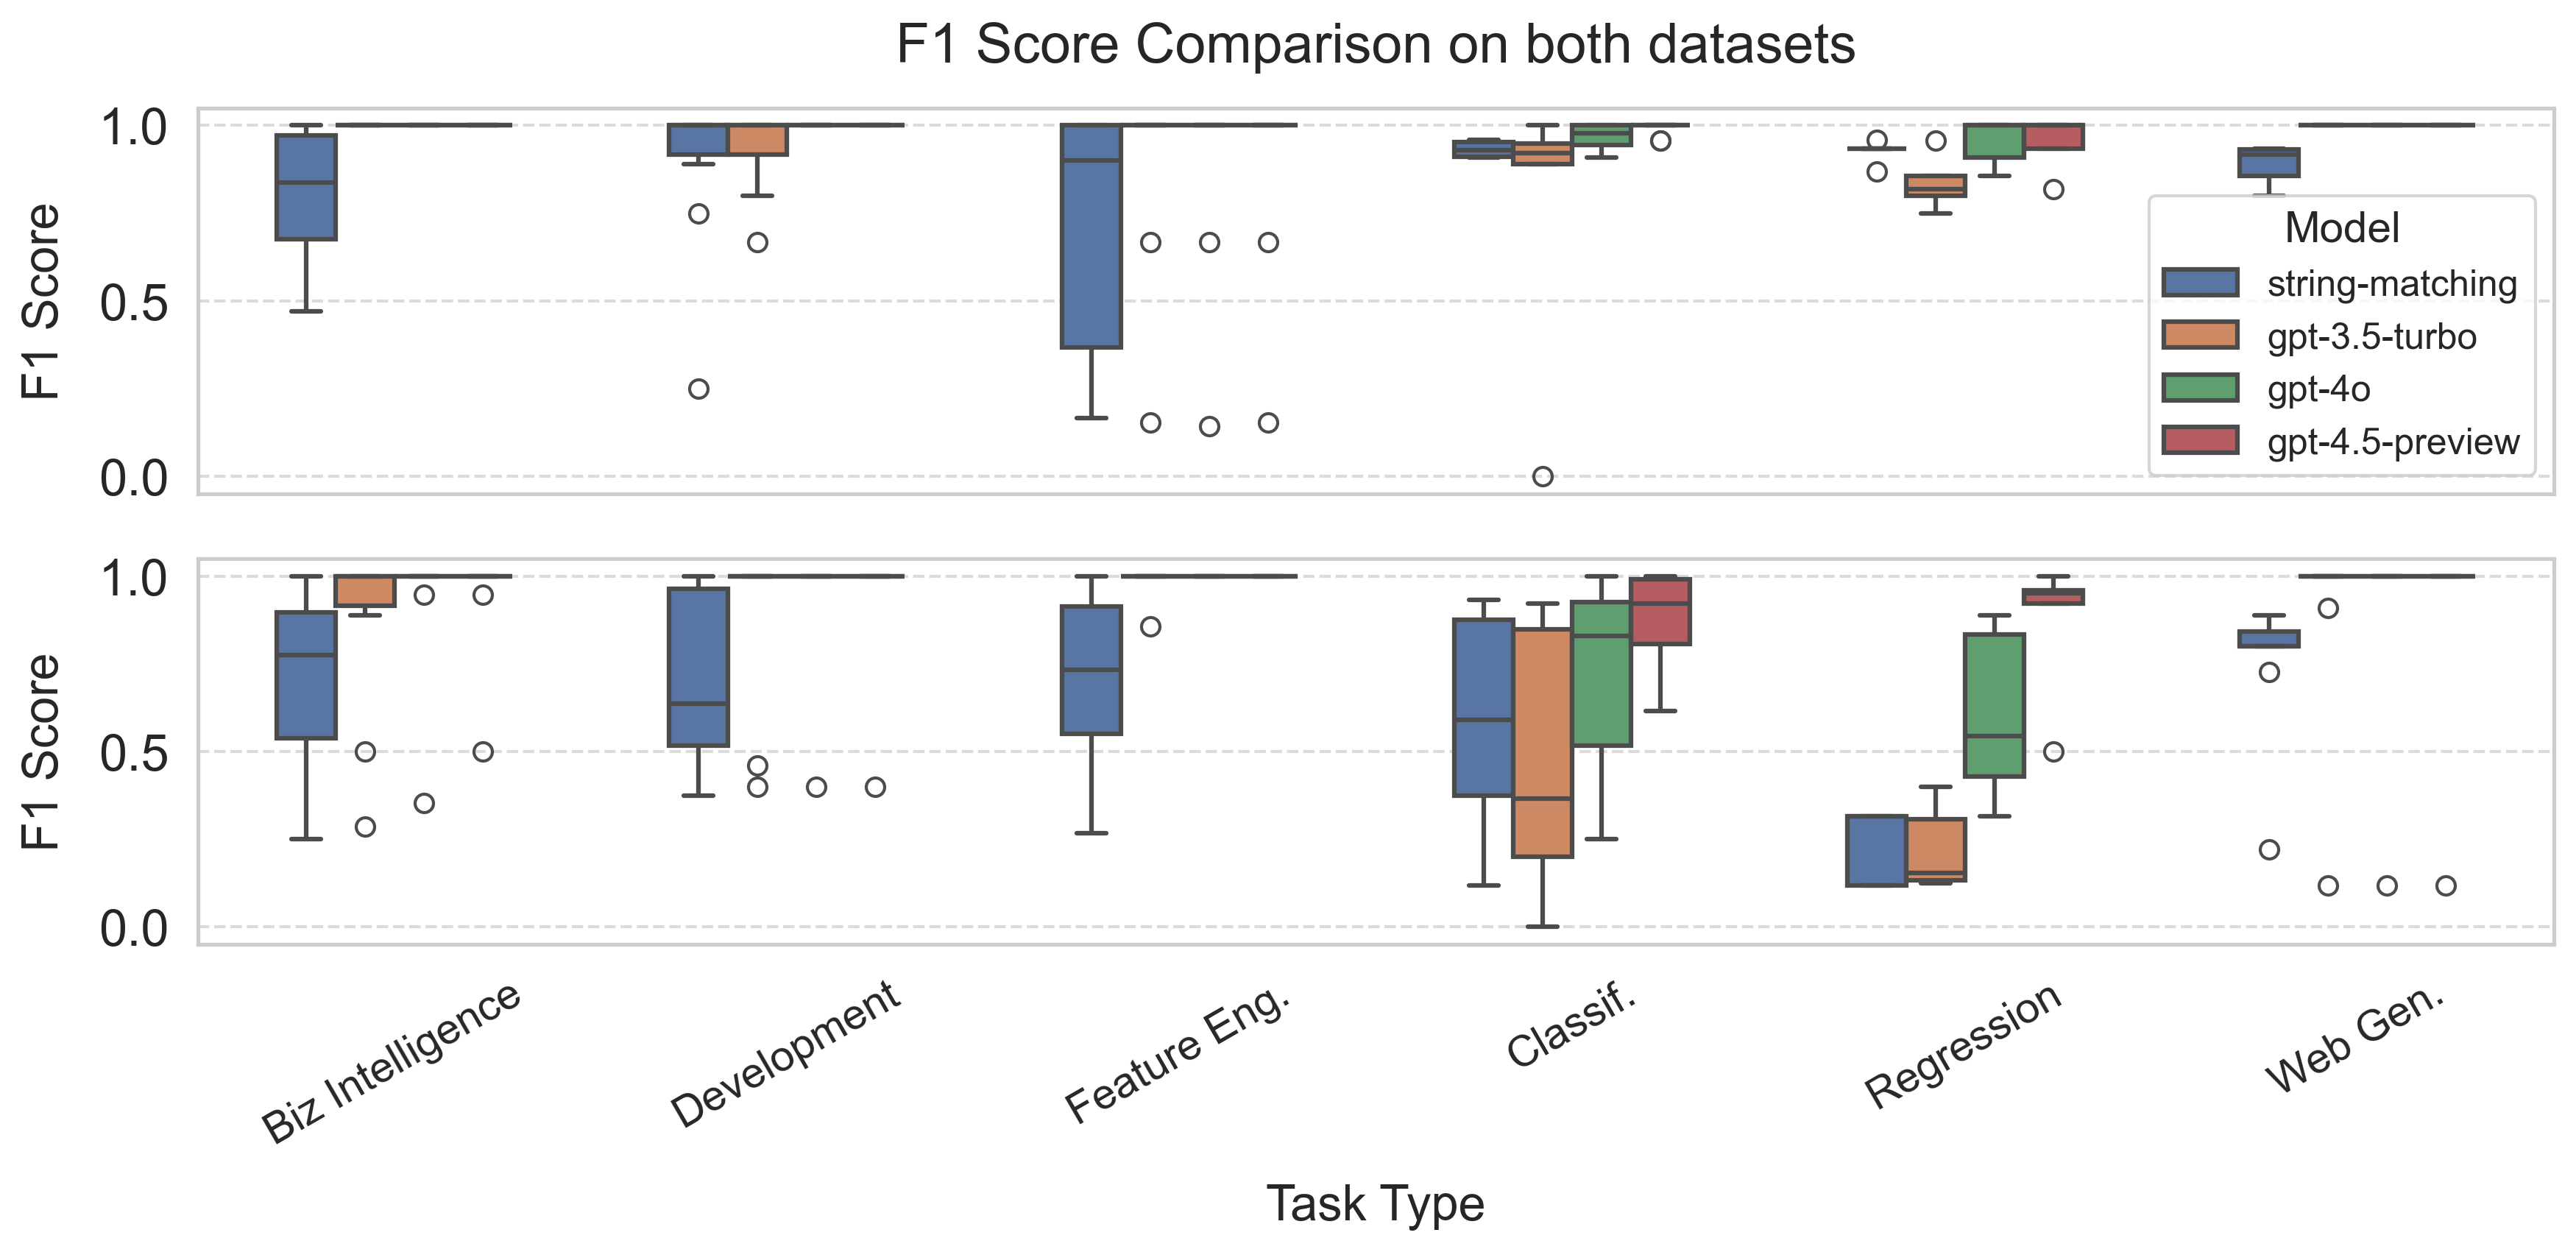 F1 Score Comparison on both datasets
F1 Score
1.0
0.5
0.0
Model
string-matching
gpt-3.5-turbo
gpt-4o
gpt-4.5-preview
F1 Score
1.0
0.5
0.0
Biz Intelligence
Development
Feature Eng.
Classif.
Regression
Web Gen.
Task Type